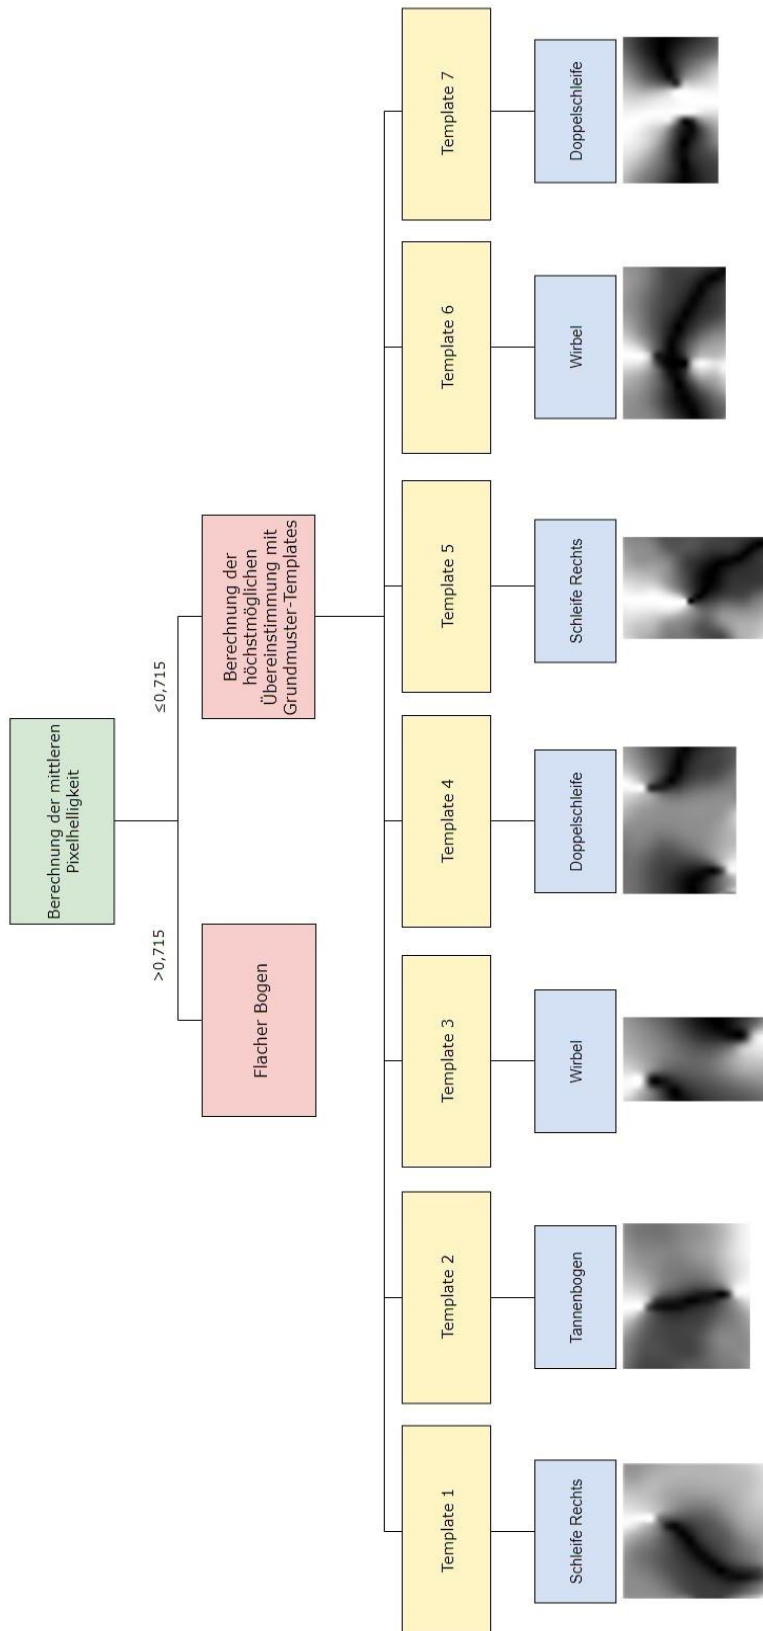 Berechnung der mittleren
Pixelhelligkeit
>0,715
≤0,715
Flacher Bogen
Berechnung der
höchstmöglichen
Übereinstimmung mit
Grundmuster-Templates
Template 1
Template 2
Template 3
Template 4
Template 5
Template 6
Template 7
Schleife Rechts
Tannenbogen
Wirbel
Doppelschleife
Schleife Rechts
Wirbel
Doppelschleife